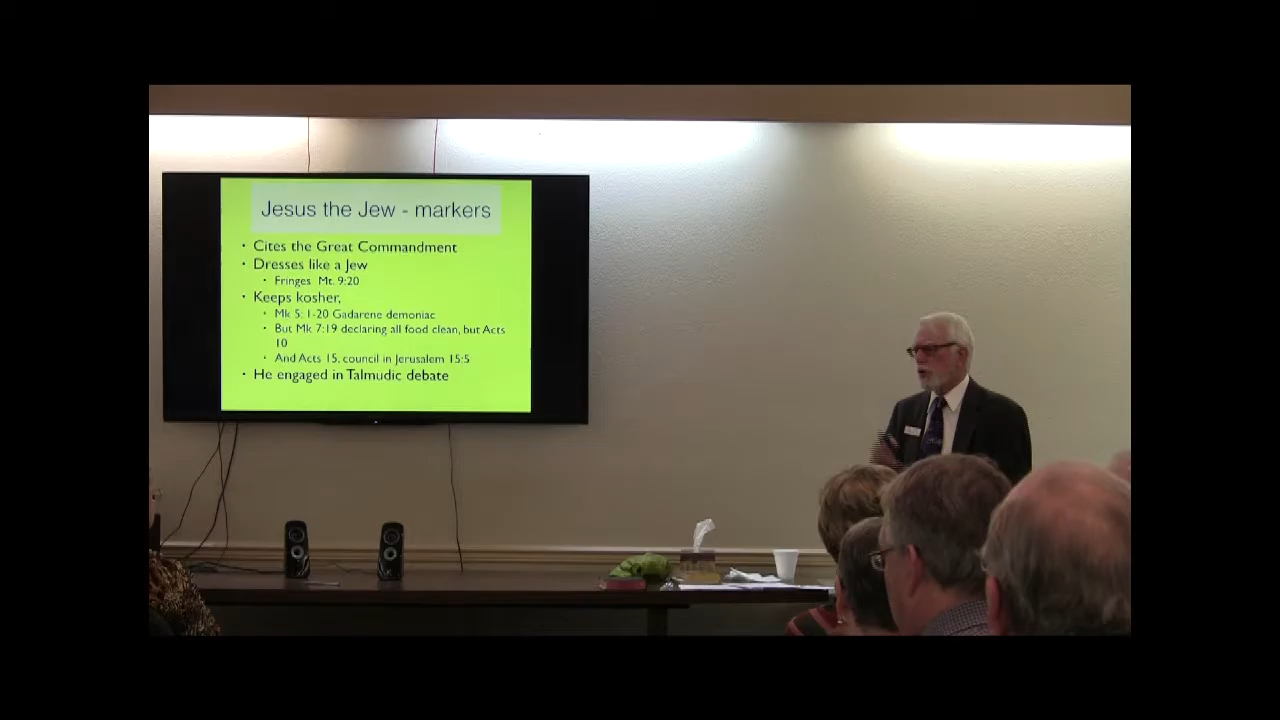 Jesus the Jew - markers
• Cites the Great Commandment
• Dresses like a Jew
• Fringes Mt. 9:20
• Keeps kosher,
• Mk 5: 1-20 Gadarene demoniac
• But Mk 7:19 declaring all food clean, but Acts
10
• And Acts 15, council in Jerusalem 15:5
• He engaged in Talmudic debate